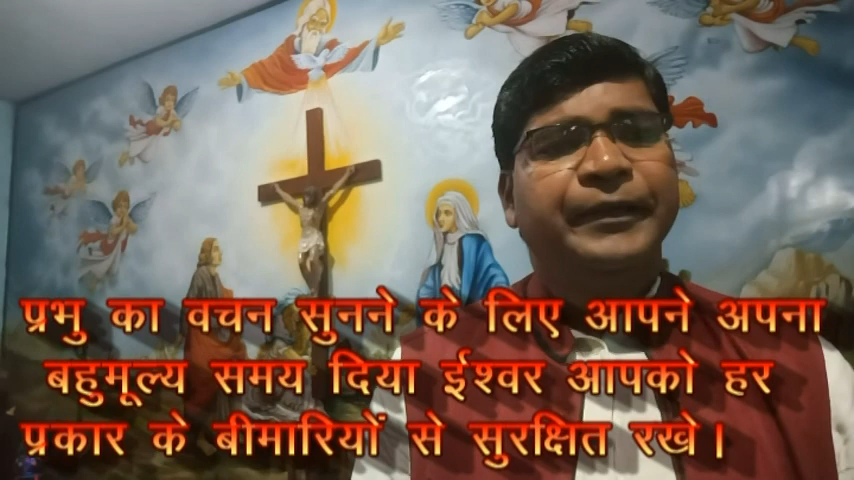 प्रभु का वचन सुनने के लिए आपने अपना
बहुमूल्य समय दिया ईश्वर आपको हर
प्रकार के बीमारियों से सुरक्षित रखे।